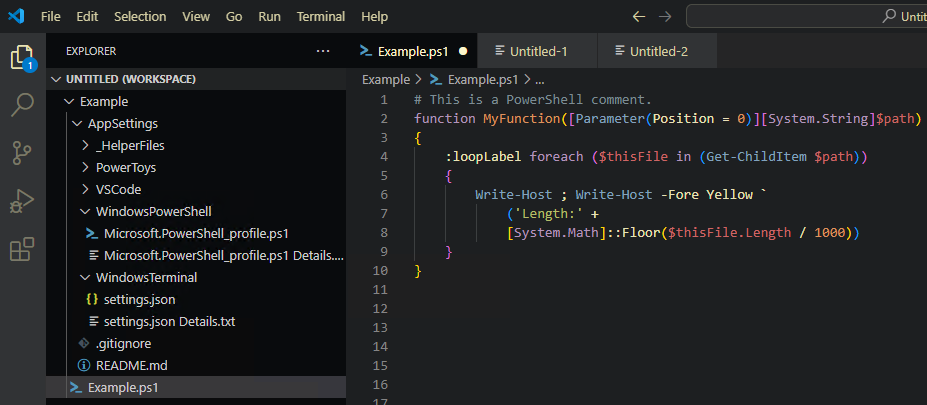 File Edit Selection View Go Run Terminal Help
Untit
1
EXPLORER ...
UNTITLED (WORKSPACE)
Example
AppSettings
_HelperFiles
PowerToys
VSCode
WindowsPowerShell
Microsoft.PowerShell_profile.ps1
Microsoft.PowerShell_profile.ps1 Details....
WindowsTerminal
{} settings.json
settings.json Details.txt
.gitignore
README.md
Example.ps1
Example.ps1 Untitled-1 Untitled-2
Example > Example.ps1 > ...
1 # This is a PowerShell comment.
2 function MyFunction([Parameter(Position = 0)][System.String]$path)
3 {
4 :loopLabel foreach ($thisFile in (Get-ChildItem $path))
5 {
6 Write-Host ; Write-Host -Fore Yellow `
7 ('Length:' +
8 [System.Math]::Floor($thisFile.Length / 1000))
9 }
10 }
11
12
13
14
15
16
17